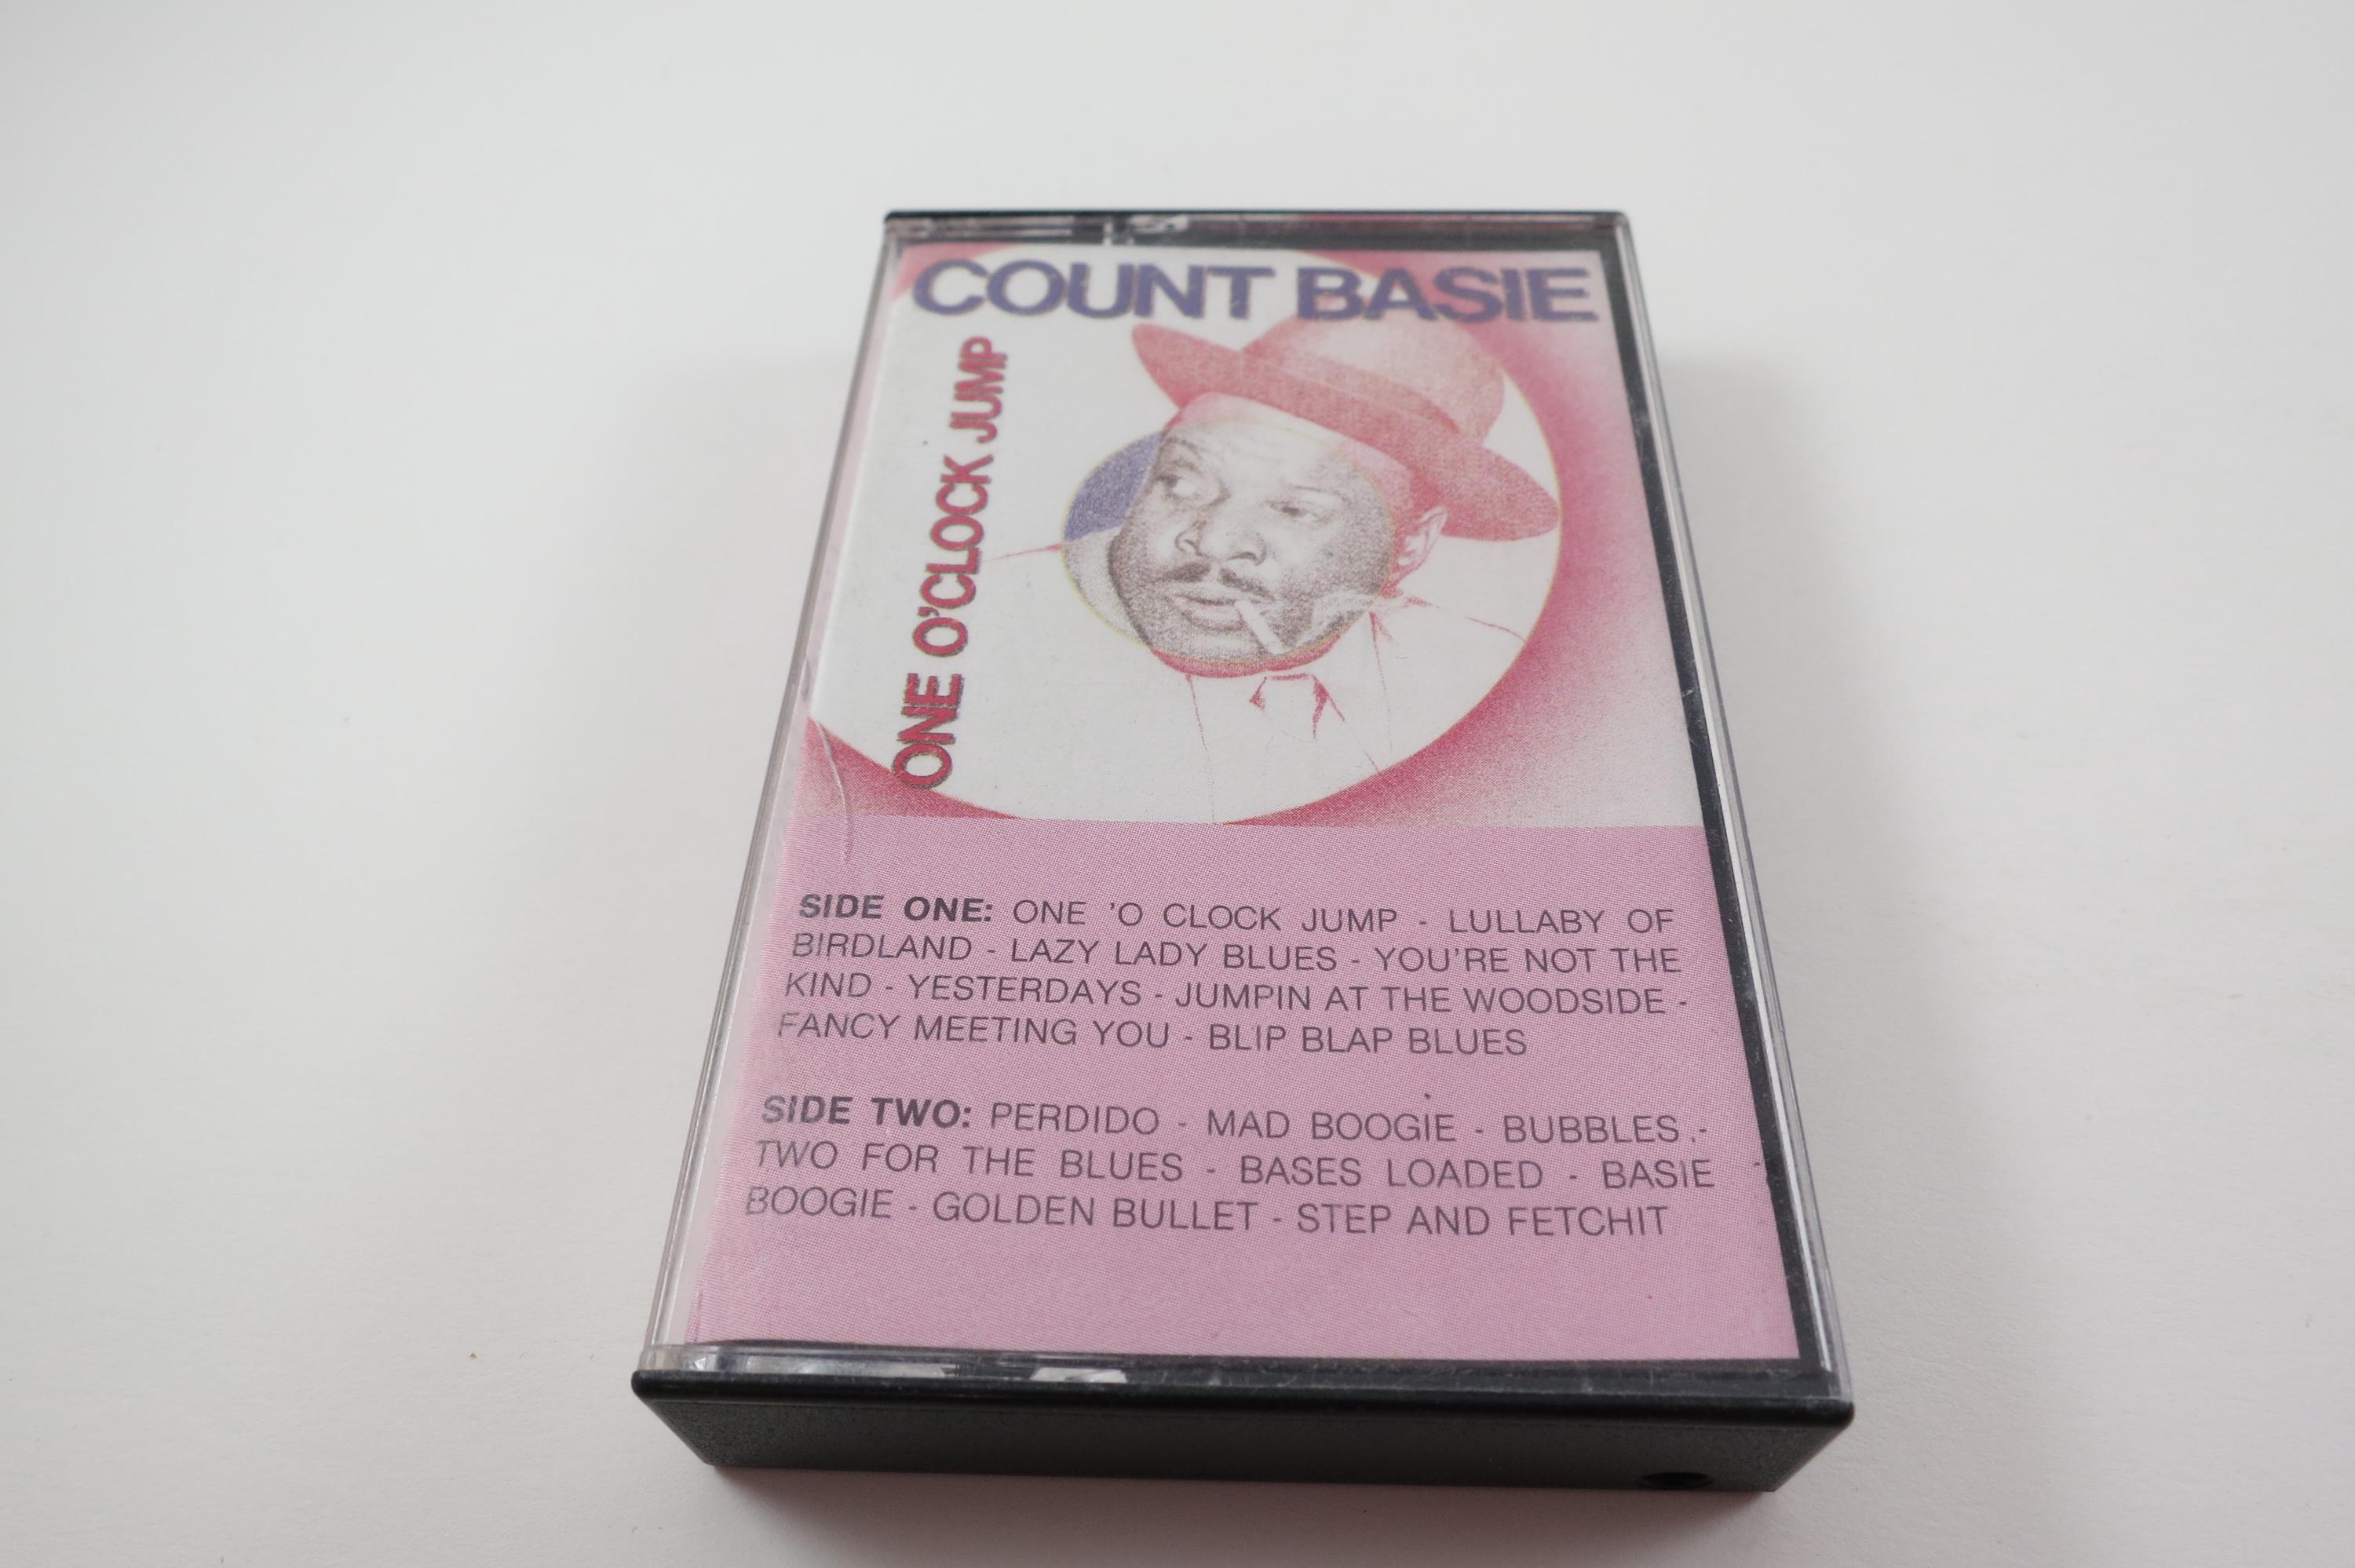 COUNT BASIE
ONE O'CLOCK JUMP
SIDE ONE: ONE 'O CLOCK JUMP - LULLABY OF
BIRDLAND - LAZY LADY BLUES - YOU'RE NOT THE
KIND - YESTERDAYS - JUMPIN AT THE WOODSIDE -
FANCY MEETING YOU - BLIP BLAP BLUES
SIDE TWO: PERDIDO - MAD BOOGIE - BUBBLES -
TWO FOR THE BLUES - BASES LOADED - BASIE
BOOGIE - GOLDEN BULLET - STEP AND FETCHIT